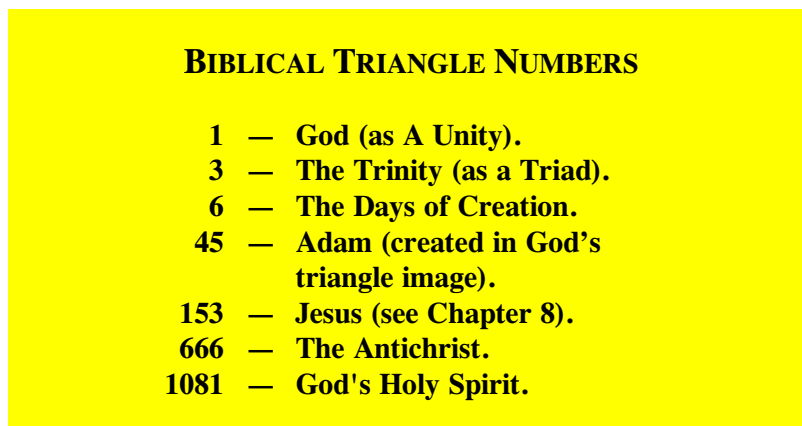 BIBLICAL TRIANGLE NUMBERS
1 — God (as A Unity).
3 — The Trinity (as a Triad).
6 — The Days of Creation.
45 — Adam (created in God’s
triangle image).
153 — Jesus (see Chapter 8).
666 — The Antichrist.
1081 — God's Holy Spirit.